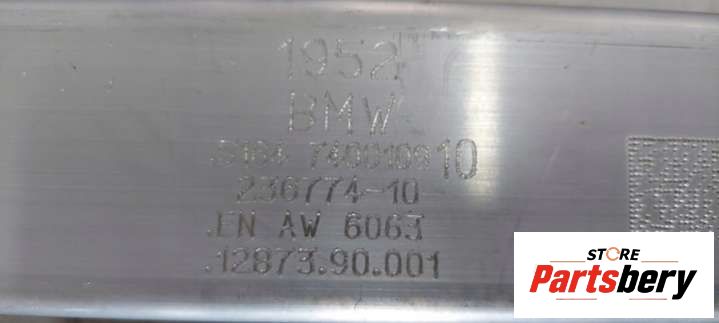 1952
BMW
7400109 10
236774-10
.EN AW 6063
.12873.90.001
STORE
Partsbery